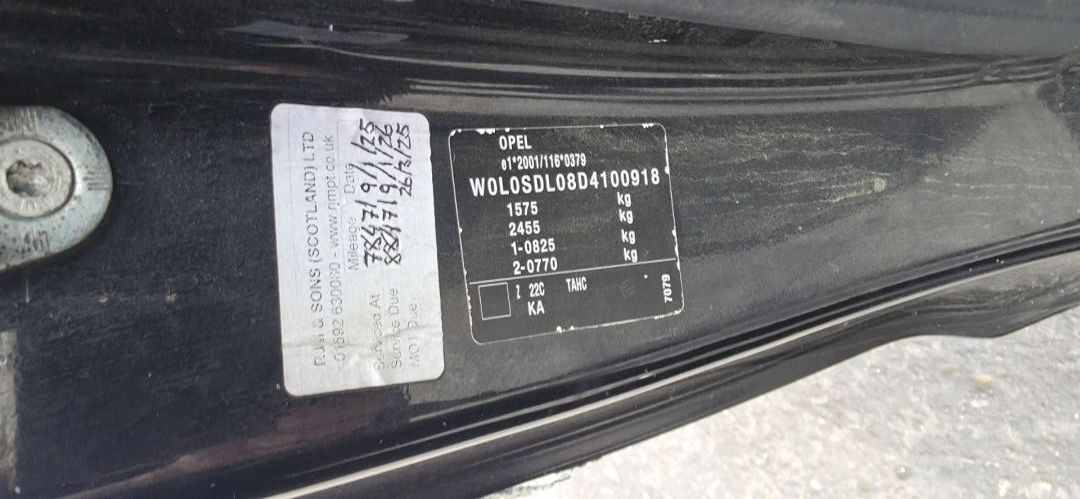 & SONS (SCOTLAND) LTD
01592 630080 - www.rjmpt.co.uk
Mileage Date
Serviced At 78471 9/1/25
Service Due 88471 9/1/26
MOT Due 26/3/25
OPEL
e1*2001/116*0379
W0L0SDL08D4100918
1575 kg
2455 kg
1-0825 kg
2-0770 kg
Z 22C TAHC
KA
7079